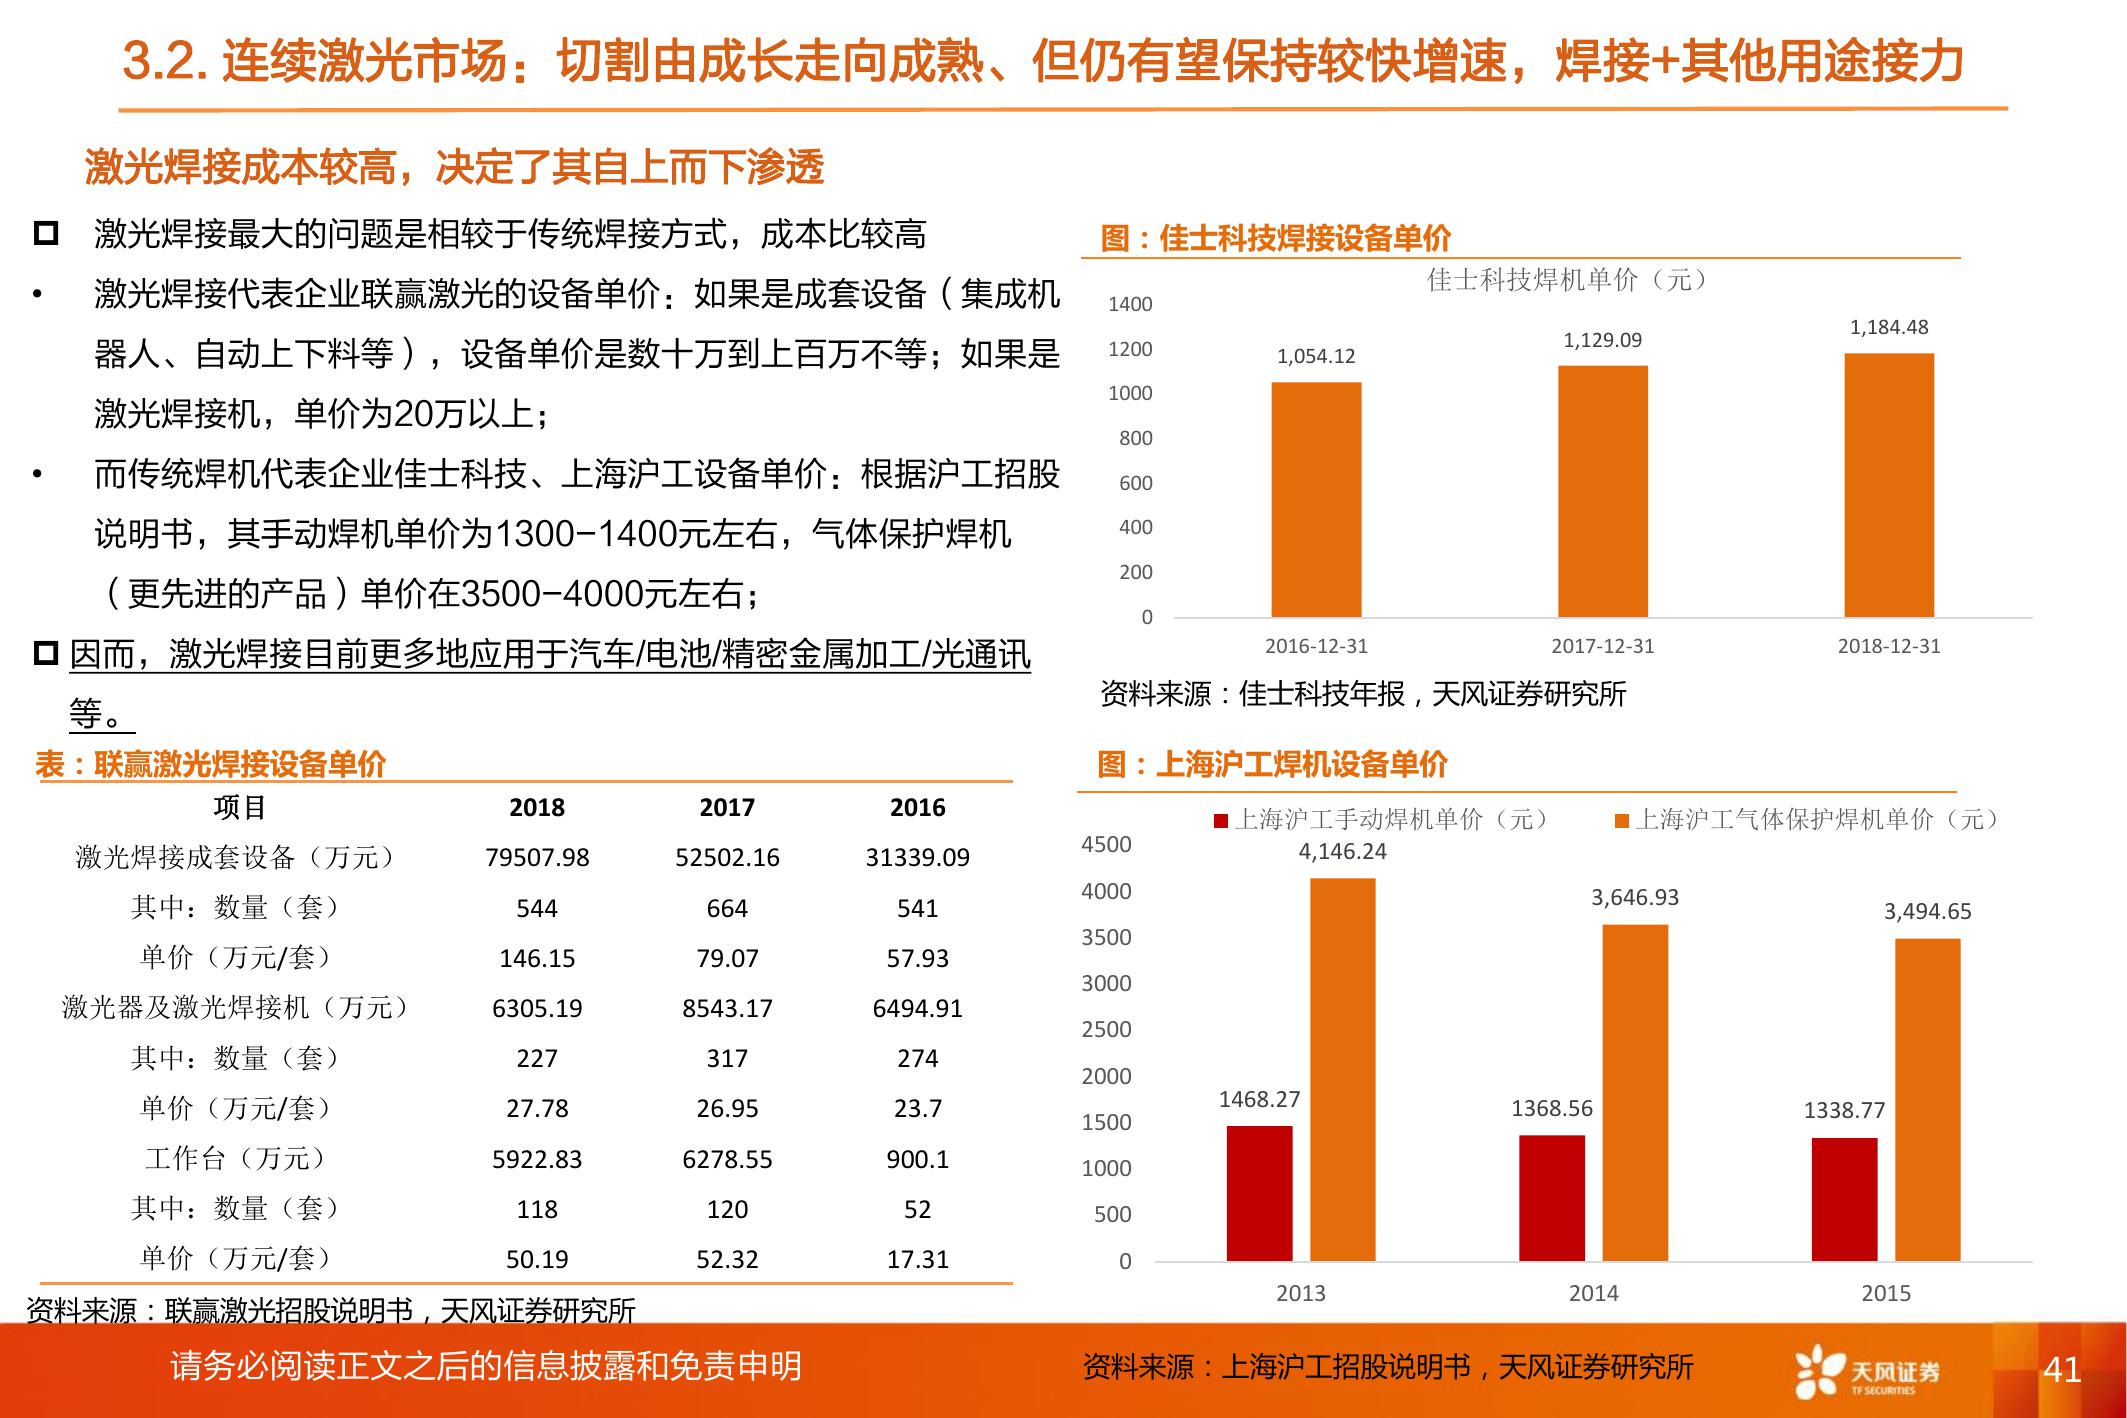 3.2. 连续激光市场：切割由成长走向成熟、但仍有望保持较快增速，焊接+其他用途接力
激光焊接成本较高，决定了其自上而下渗透
激光焊接最大的问题是相较于传统焊接方式，成本比较高
• 激光焊接代表企业联赢激光的设备单价：如果是成套设备（集成机
器人、自动上下料等），设备单价是数十万到上百万不等；如果是
激光焊接机，单价为20万以上；
• 而传统焊机代表企业佳士科技、上海沪工设备单价：根据沪工招股
说明书，其手动焊机单价为1300-1400元左右，气体保护焊机
（更先进的产品）单价在3500-4000元左右；
因而，激光焊接目前更多地应用于汽车/电池/精密金属加工/光通讯
等。
表：联赢激光焊接设备单价
项目 2018 2017 2016
激光焊接成套设备（万元） 79507.98 52502.16 31339.09
其中：数量（套） 544 664 541
单价（万元/套） 146.15 79.07 57.93
激光器及激光焊接机（万元） 6305.19 8543.17 6494.91
其中：数量（套） 227 317 274
单价（万元/套） 27.78 26.95 23.7
工作台（万元） 5922.83 6278.55 900.1
其中：数量（套） 118 120 52
单价（万元/套） 50.19 52.32 17.31
资料来源：联赢激光招股说明书，天风证券研究所
图：佳士科技焊接设备单价
佳士科技焊机单价（元）
1400
1200
1000
800
600
400
200
0
1,054.12 1,129.09 1,184.48
2016-12-31 2017-12-31 2018-12-31
资料来源：佳士科技年报，天风证券研究所
图：上海沪工焊机设备单价
上海沪工手动焊机单价（元） 上海沪工气体保护焊机单价（元）
4500
4000
3500
3000
2500
2000
1500
1000
500
0
4,146.24 3,646.93 3,494.65
1468.27 1368.56 1338.77
2013 2014 2015
资料来源：上海沪工招股说明书，天风证券研究所
请务必阅读正文之后的信息披露和免责申明
天风证券
TF SECURITIES
41